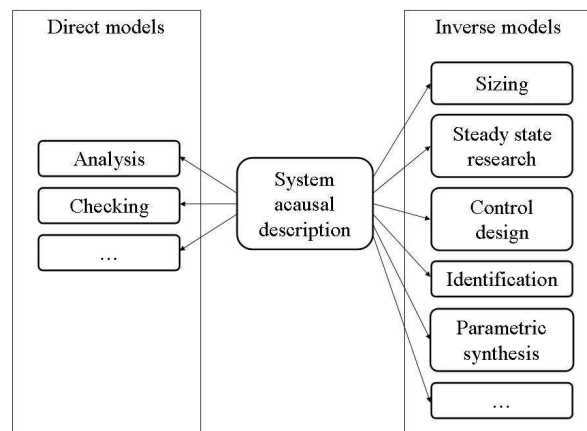 Direct models
Analysis
Checking
...
System
acausal
description
Inverse models
Sizing
Steady state
research
Control
design
Identification
Parametric
synthesis
...